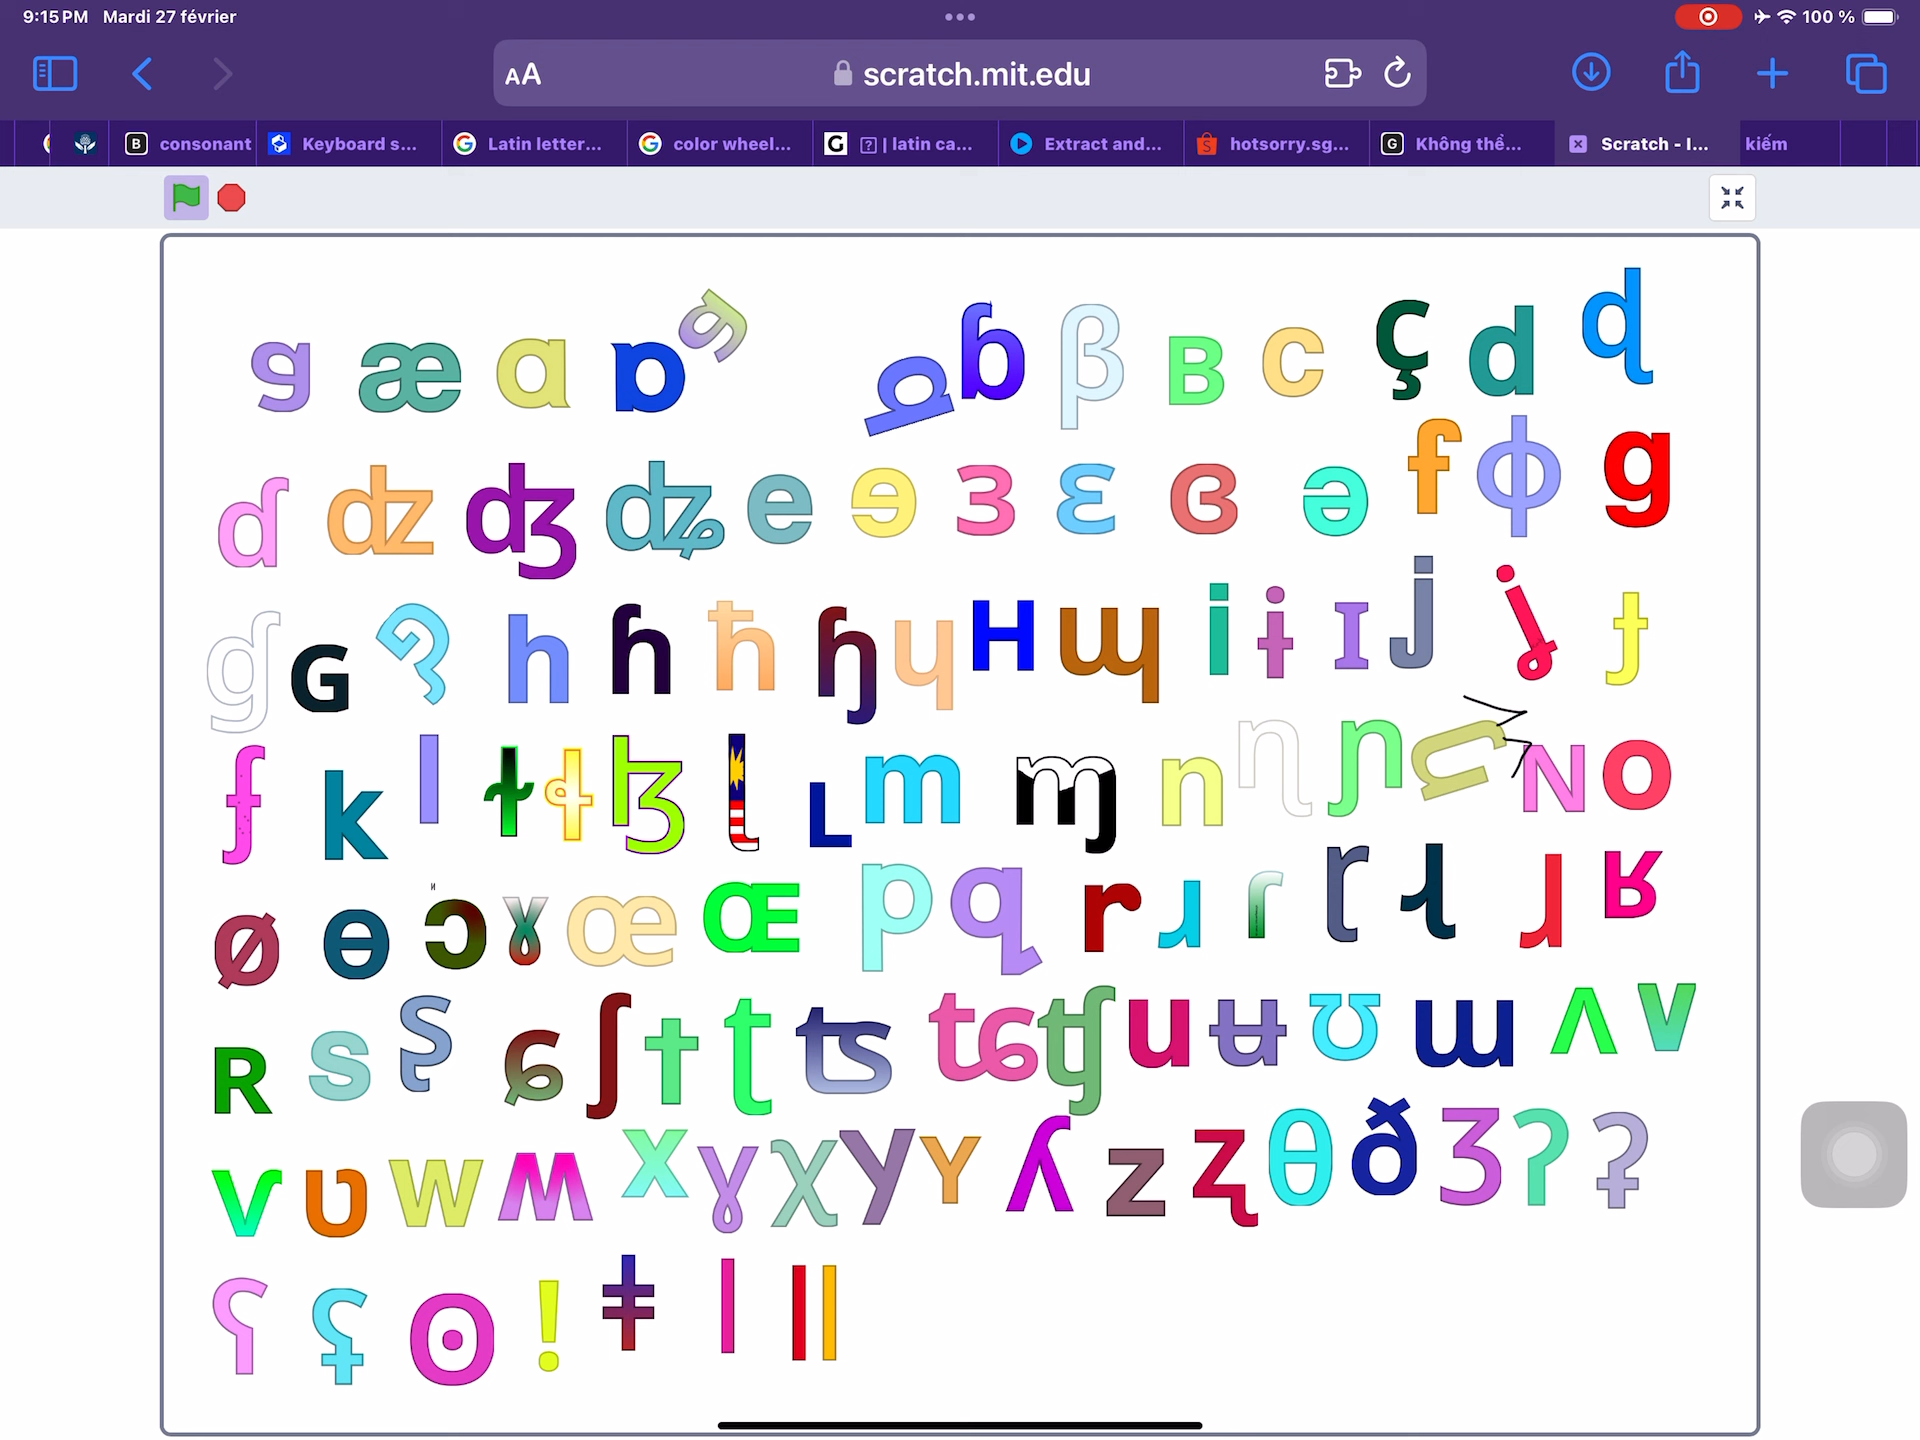 9:15 PM Mardi 27 février
100 %
AA scratch.mit.edu
B consonant Keyboard s... Latin letter... color wheel... G [?] | latin ca... Extract and... hotsorry.sg... G Không thể... Scratch - I... kiếm
ɐ æ ɑ ɒ b ɓ β ʙ c ç d ɖ
ɗ ʣ ʤ ʥ e ɘ ɜ ɛ ɞ ə f ɸ g
ɠ ɢ h ɦ ħ ɧ ɥ ʜ ɰ i ɨ ɪ j ʝ ɟ
ʄ k l ɫ ɬ ɮ ɭ ʟ m ɱ n ɳ ɲ ŋ ɴ o
ø ɵ ɔ ɤ œ ɶ p q r ɹ ɾ ɽ ɻ ɺ ʁ
ʀ s ʂ ɕ ʃ t ʈ ʦ ʨ ʧ u ʉ ʊ ɯ ʌ v
ⱱ ʋ w ʍ x ɣ χ y ʏ ʎ z ʐ θ ð ʒ ʔ ʡ
ʕ ʢ ʘ ! ǂ | ||